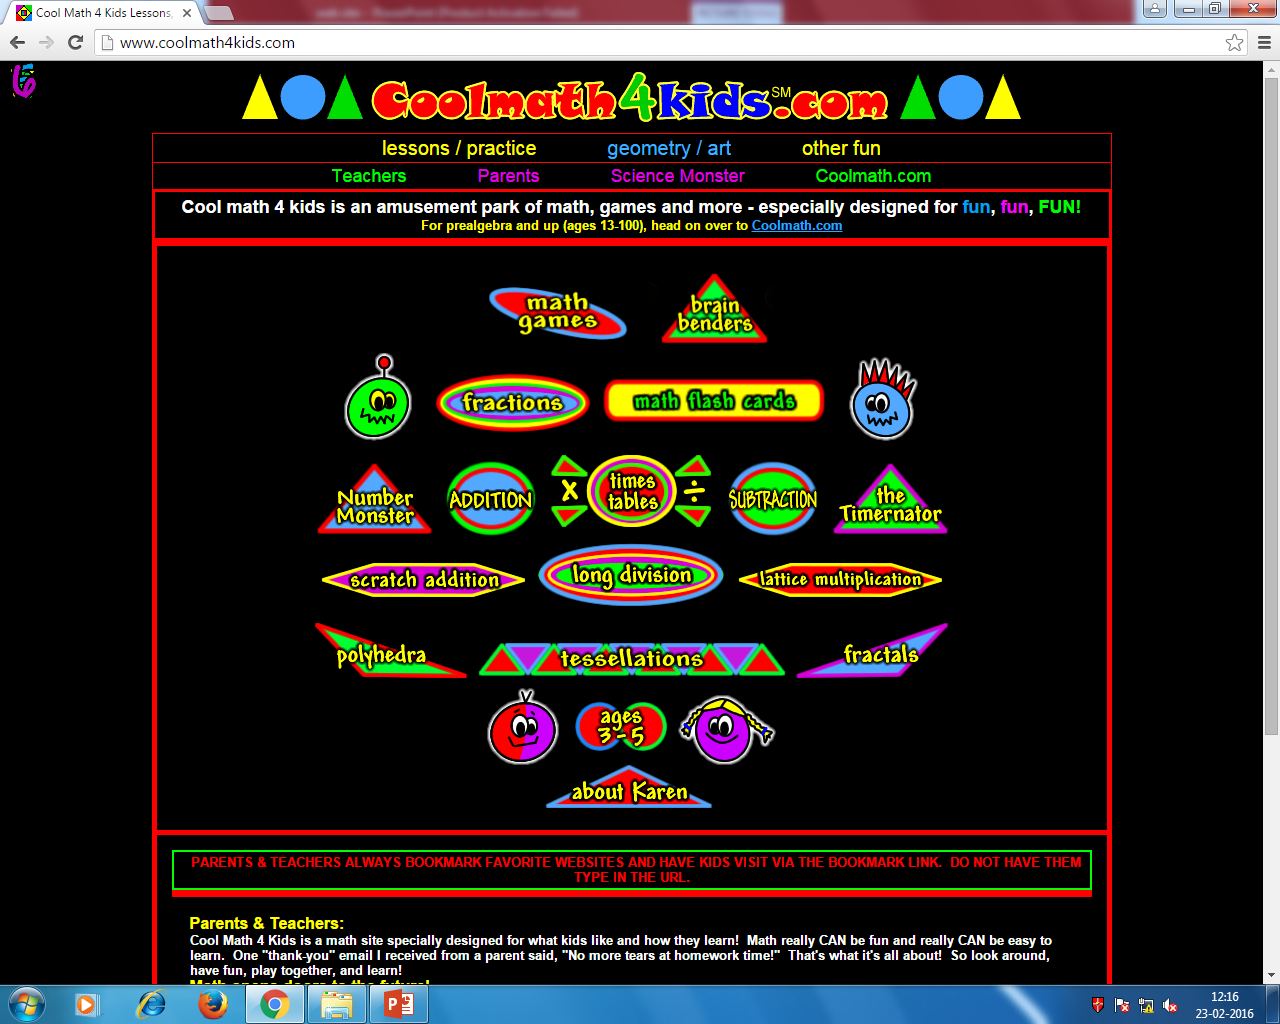 Cool Math 4 Kids Lessons,
www.coolmath4kids.com
Coolmath4kids.com SM
lessons / practice geometry / art other fun
Teachers Parents Science Monster Coolmath.com
Cool math 4 kids is an amusement park of math, games and more - especially designed for fun, fun, FUN!
For prealgebra and up (ages 13-100), head on over to Coolmath.com
math games
brain benders
fractions
math flash cards
Number Monster
ADDITION
x times tables ÷
SUBTRACTION
the Timernator
scratch addition
long division
lattice multiplication
polyhedra
tessellations
fractals
ages 3-5
about Karen
PARENTS & TEACHERS ALWAYS BOOKMARK FAVORITE WEBSITES AND HAVE KIDS VISIT VIA THE BOOKMARK LINK. DO NOT HAVE THEM
TYPE IN THE URL.
Parents & Teachers:
Cool Math 4 Kids is a math site specially designed for what kids like and how they learn! Math really CAN be fun and really CAN be easy to
learn. One "thank-you" email I received from a parent said, "No more tears at homework time!" That's what it's all about! So look around,
have fun, play together, and learn!
Math opens doors to the future!
12:16
23-02-2016